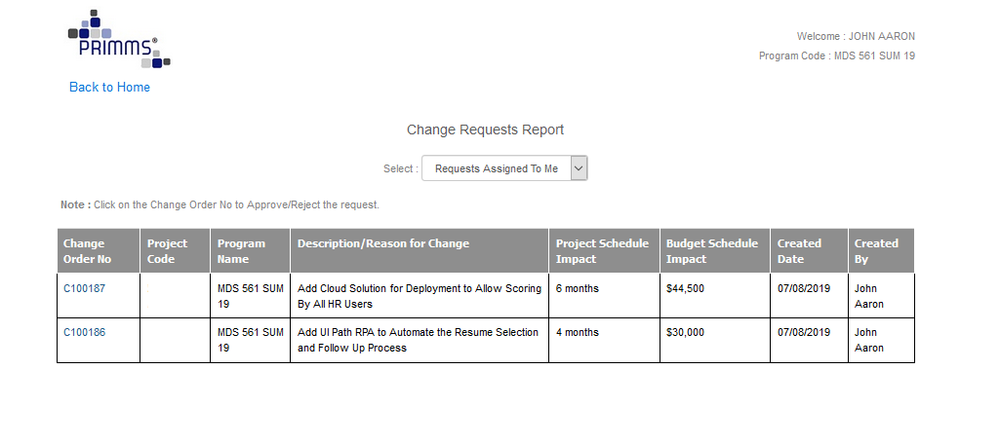 PRIMMS®
Welcome : JOHN AARON
Program Code : MDS 561 SUM 19
Back to Home
Change Requests Report
Select : Requests Assigned To Me
Note : Click on the Change Order No to Approve/Reject the request.
Change Order No
Project Code
Program Name
Description/Reason for Change
Project Schedule Impact
Budget Schedule Impact
Created Date
Created By
C100187
MDS 561 SUM 19
Add Cloud Solution for Deployment to Allow Scoring
By All HR Users
6 months
$44,500
07/08/2019
John Aaron
C100186
MDS 561 SUM 19
Add UI Path RPA to Automate the Resume Selection
and Follow Up Process
4 months
$30,000
07/08/2019
John Aaron